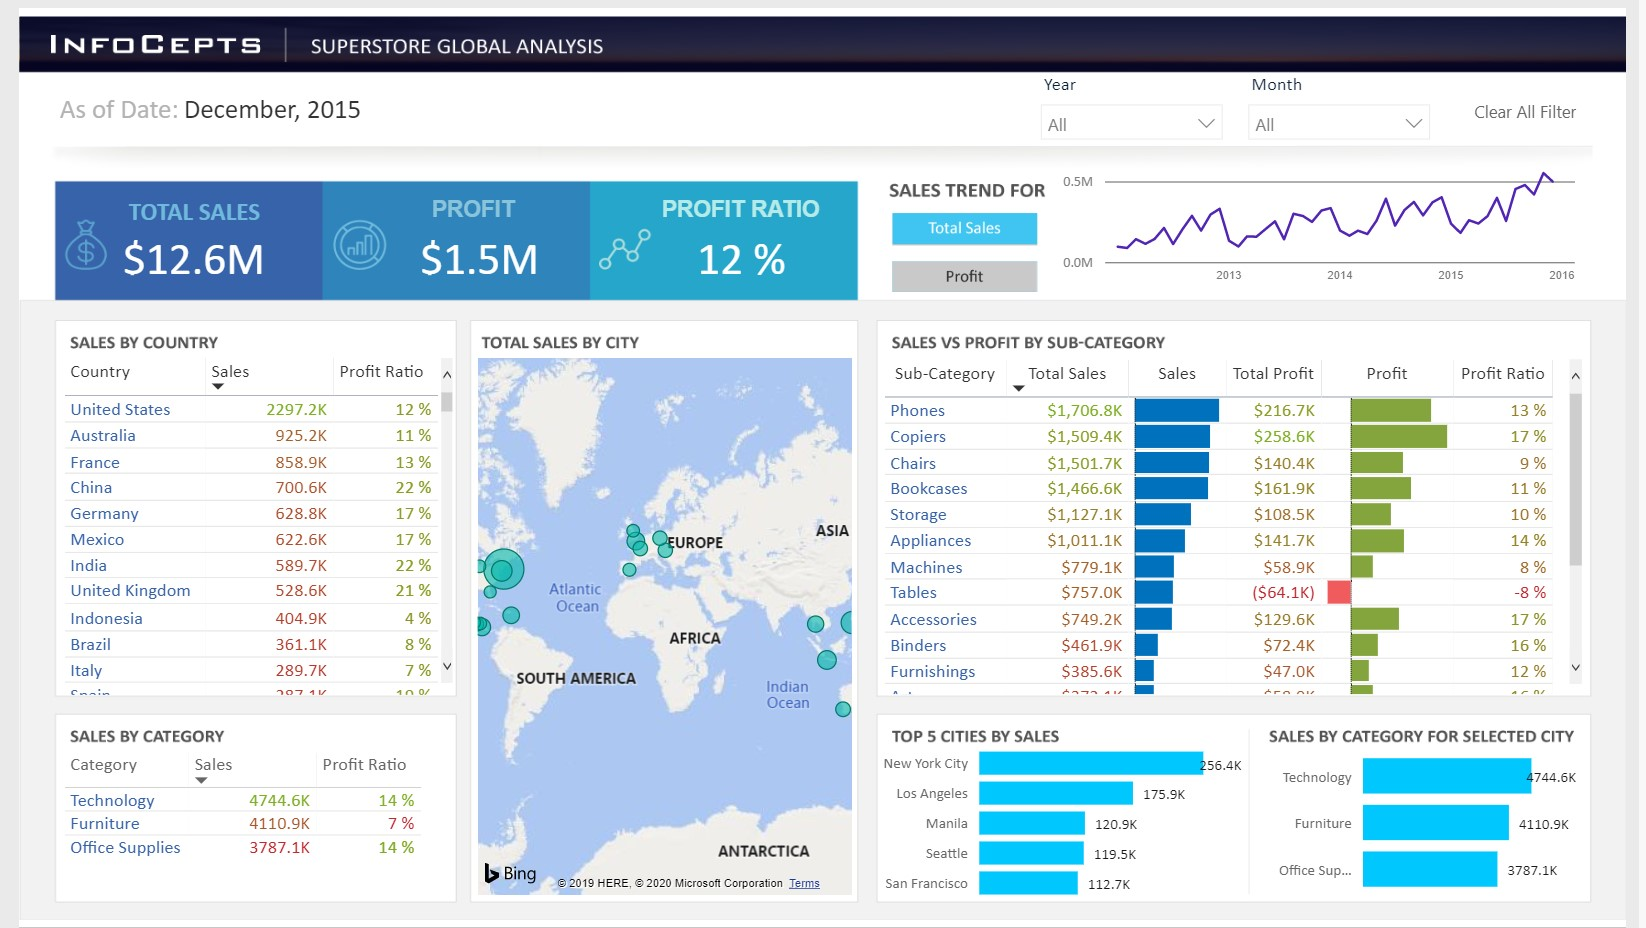 INFOCEPTS
SUPERSTORE GLOBAL ANALYSIS
As of Date: December, 2015
Year
All
Month
All
Clear All Filter
TOTAL SALES
$12.6M
PROFIT
$1.5M
PROFIT RATIO
12 %
SALES TREND FOR
Total Sales
Profit
0.5M
0.0M
2013 2014 2015 2016
SALES BY COUNTRY
Country Sales Profit Ratio
United States 2297.2K 12 %
Australia 925.2K 11 %
France 858.9K 13 %
China 700.6K 22 %
Germany 628.8K 17 %
Mexico 622.6K 17 %
India 589.7K 22 %
United Kingdom 528.6K 21 %
Indonesia 404.9K 4 %
Brazil 361.1K 8 %
Italy 289.7K 7 %
TOTAL SALES BY CITY
ASIA
EUROPE
Atlantic
Ocean
AFRICA
SOUTH AMERICA
Indian
Ocean
ANTARCTICA
Bing
© 2019 HERE, © 2020 Microsoft Corporation Terms
SALES VS PROFIT BY SUB-CATEGORY
Sub-Category Total Sales Sales Total Profit Profit Profit Ratio
Phones $1,706.8K $216.7K 13 %
Copiers $1,509.4K $258.6K 17 %
Chairs $1,501.7K $140.4K 9 %
Bookcases $1,466.6K $161.9K 11 %
Storage $1,127.1K $108.5K 10 %
Appliances $1,011.1K $141.7K 14 %
Machines $779.1K $58.9K 8 %
Tables $757.0K ($64.1K) -8 %
Accessories $749.2K $129.6K 17 %
Binders $461.9K $72.4K 16 %
Furnishings $385.6K $47.0K 12 %
SALES BY CATEGORY
Category Sales Profit Ratio
Technology 4744.6K 14 %
Furniture 4110.9K 7 %
Office Supplies 3787.1K 14 %
TOP 5 CITIES BY SALES
New York City 256.4K
Los Angeles 175.9K
Manila 120.9K
Seattle 119.5K
San Francisco 112.7K
SALES BY CATEGORY FOR SELECTED CITY
Technology 4744.6K
Furniture 4110.9K
Office Sup... 3787.1K